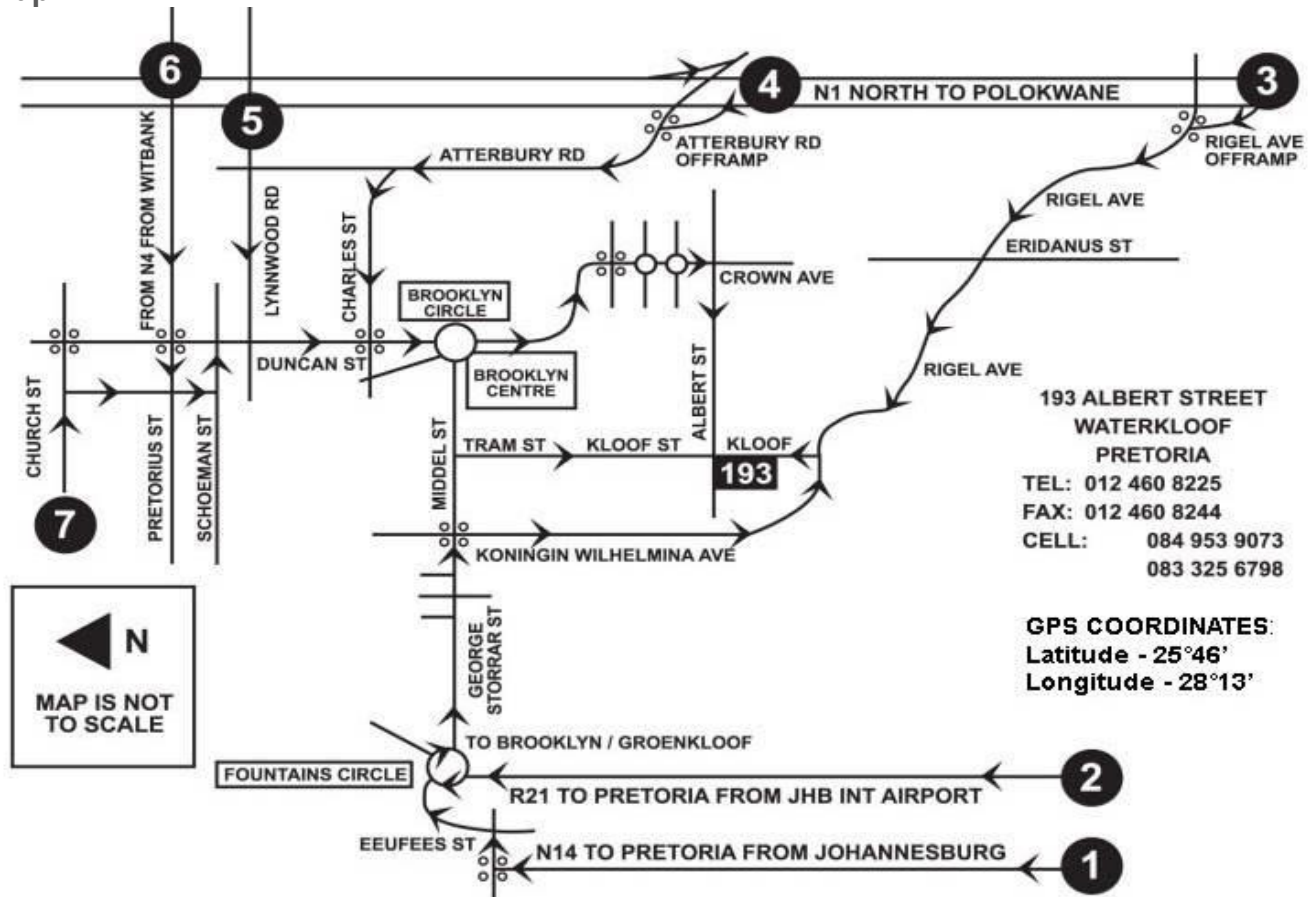 6
5
4
3
N1 NORTH TO POLOKWANE
FROM N4 FROM WITBANK
LYNNWOOD RD
ATTERBURY RD
ATTERBURY RD
OFFRAMP
RIGEL AVE
OFFRAMP
RIGEL AVE
ERIDANUS ST
CHARLES ST
BROOKLYN
CIRCLE
CROWN AVE
DUNCAN ST
BROOKLYN
CENTRE
ALBERT ST
RIGEL AVE
CHURCH ST
PRETORIUS ST
SCHOEMAN ST
MIDDEL ST
TRAM ST
KLOOF ST
KLOOF
193
7
KONINGIN WILHELMINA AVE
193 ALBERT STREET
WATERKLOOF
PRETORIA
TEL: 012 460 8225
FAX: 012 460 8244
CELL: 084 953 9073
083 325 6798
GPS COORDINATES:
Latitude - 25°46’
Longitude - 28°13’
N
MAP IS NOT
TO SCALE
GEORGE
STORRAR ST
TO BROOKLYN / GROENKLOOF
FOUNTAINS CIRCLE
2
R21 TO PRETORIA FROM JHB INT AIRPORT
EEUFEES ST
N14 TO PRETORIA FROM JOHANNESBURG
1